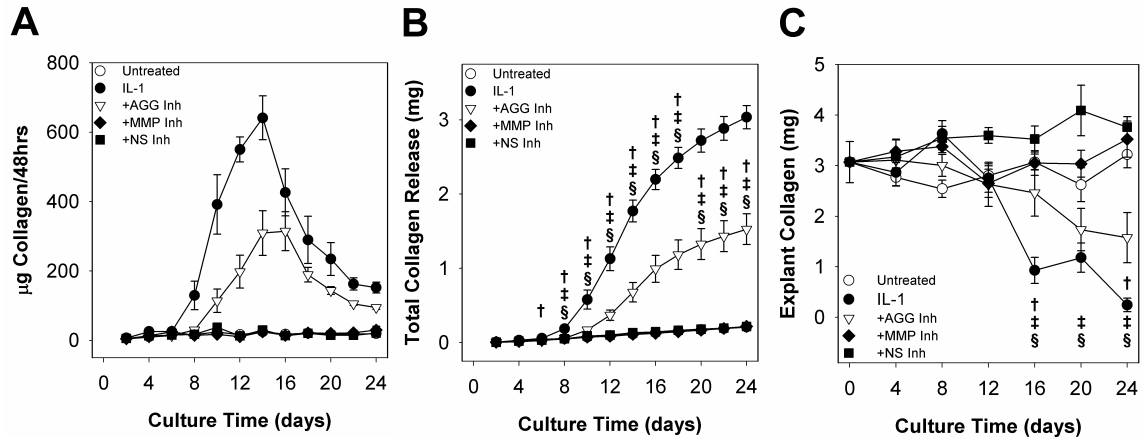 A
800
600
400
200
0
Untreated
IL-1
+AGG Inh
+MMP Inh
+NS Inh
µg Collagen/48hrs
0 4 8 12 16 20 24
Culture Time (days)
B
3
2
1
0
Untreated
IL-1
+AGG Inh
+MMP Inh
+NS Inh
Total Collagen Release (mg)
†
†
‡
§
†
‡
§
†
‡
§
†
‡
§
†
‡
§
†
‡
§
†
‡
§
†
‡
§
†
‡
§
0 4 8 12 16 20 24
Culture Time (days)
C
5
4
3
2
1
0
Explant Collagen (mg)
Untreated
IL-1
+AGG Inh
+MMP Inh
+NS Inh
†
‡
§
‡
§
†
‡
§
0 4 8 12 16 20 24
Culture Time (days)